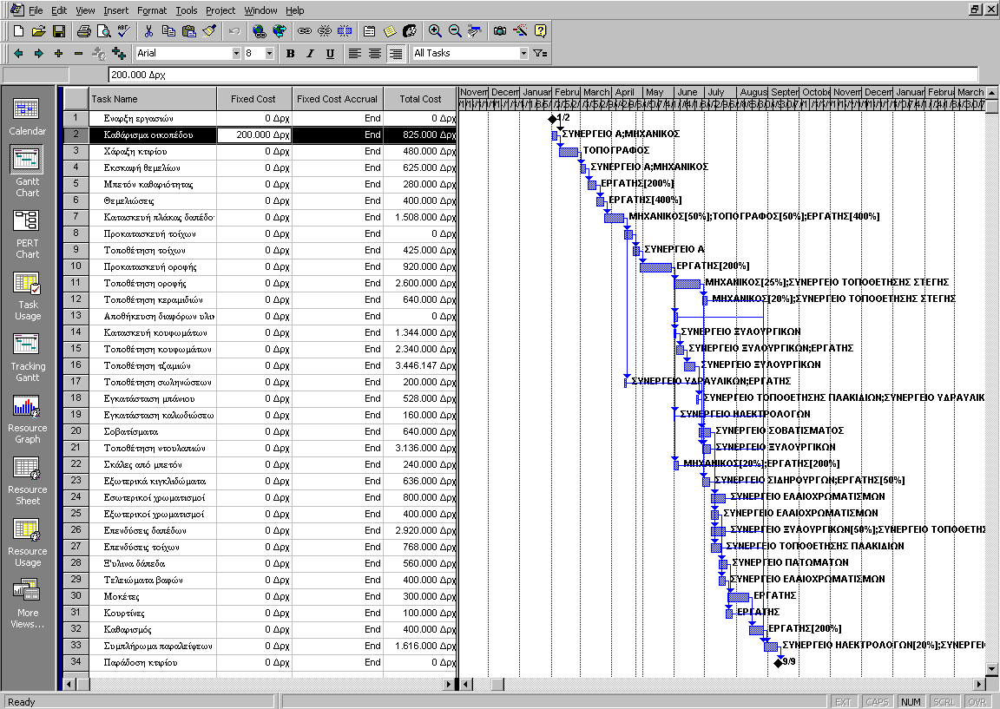 File Edit View Insert Format Tools Project Window Help
Arial 8 B I U All Tasks
200.000 Δρχ
Task Name Fixed Cost Fixed Cost Accrual Total Cost
Novem Decem Januar Februa March April May June July Augus Septer Octobe Novem Decem Januar Februa March
1 Εναρξη εργασιών 0 Δρχ End 0 Δρχ 1/2
2 Καθάρισμα οικοπέδου 200.000 Δρχ End 825.000 Δρχ ΣΥΝΕΡΓΕΙΟ Α;ΜΗΧΑΝΙΚΟΣ
3 Χάραξη κτιρίου 0 Δρχ End 480.000 Δρχ ΤΟΠΟΓΡΑΦΟΣ
4 Εκσκαφή θεμελίων 0 Δρχ End 625.000 Δρχ ΣΥΝΕΡΓΕΙΟ Α;ΜΗΧΑΝΙΚΟΣ
5 Μπετόν καθαριότητας 0 Δρχ End 280.000 Δρχ ΕΡΓΑΤΗΣ[200%]
6 Θεμελιώσεις 0 Δρχ End 400.000 Δρχ ΕΡΓΑΤΗΣ[400%]
7 Κατασκευή πλάκας δαπέδο 0 Δρχ End 1.508.000 Δρχ ΜΗΧΑΝΙΚΟΣ[50%];ΤΟΠΟΓΡΑΦΟΣ[50%];ΕΡΓΑΤΗΣ[400%]
8 Προκατασκευή τοίχων 0 Δρχ End 0 Δρχ
9 Τοποθέτηση τοίχων 0 Δρχ End 425.000 Δρχ ΣΥΝΕΡΓΕΙΟ Α
10 Προκατασκευή οροφής 0 Δρχ End 920.000 Δρχ ΕΡΓΑΤΗΣ[200%]
11 Τοποθέτηση οροφής 0 Δρχ End 2.600.000 Δρχ ΜΗΧΑΝΙΚΟΣ[25%];ΣΥΝΕΡΓΕΙΟ ΤΟΠΟΘΕΤΗΣΗΣ ΣΤΕΓΗΣ
12 Τοποθέτηση κεραμιδιών 0 Δρχ End 640.000 Δρχ ΜΗΧΑΝΙΚΟΣ[20%];ΣΥΝΕΡΓΕΙΟ ΤΟΠΟΘΕΤΗΣΗΣ ΣΤΕΓΗΣ
13 Αποθήκευση διαφόρων υλικ 0 Δρχ End 0 Δρχ
14 Κατασκευή κουφωμάτων 0 Δρχ End 1.344.000 Δρχ ΣΥΝΕΡΓΕΙΟ ΞΥΛΟΥΡΓΙΚΩΝ
15 Τοποθέτηση κουφωμάτων 0 Δρχ End 2.340.000 Δρχ ΣΥΝΕΡΓΕΙΟ ΞΥΛΟΥΡΓΙΚΩΝ;ΕΡΓΑΤΗΣ
16 Τοποθέτηση τζαμιών 0 Δρχ End 3.446.147 Δρχ ΣΥΝΕΡΓΕΙΟ ΞΥΛΟΥΡΓΙΚΩΝ
17 Τοποθέτηση σωληνώσεων 0 Δρχ End 200.000 Δρχ ΣΥΝΕΡΓΕΙΟ ΥΔΡΑΥΛΙΚΩΝ;ΕΡΓΑΤΗΣ
18 Εγκατάσταση μπάνιου 0 Δρχ End 528.000 Δρχ ΣΥΝΕΡΓΕΙΟ ΤΟΠΟΘΕΤΗΣΗΣ ΠΛΑΚΙΔΙΩΝ;ΣΥΝΕΡΓΕΙΟ ΥΔΡΑΥΛΙΚ
19 Εγκατάσταση καλωδιώσεω 0 Δρχ End 160.000 Δρχ ΣΥΝΕΡΓΕΙΟ ΗΛΕΚΤΡΟΛΟΓΩΝ
20 Σοβατίσματα 0 Δρχ End 640.000 Δρχ ΣΥΝΕΡΓΕΙΟ ΣΟΒΑΤΙΣΜΑΤΟΣ
21 Τοποθέτηση ντουλαπιών 0 Δρχ End 3.136.000 Δρχ ΣΥΝΕΡΓΕΙΟ ΞΥΛΟΥΡΓΙΚΩΝ
22 Σκάλες από μπετόν 0 Δρχ End 240.000 Δρχ ΜΗΧΑΝΙΚΟΣ[20%];ΕΡΓΑΤΗΣ[200%]
23 Εξωτερικά κιγκλιδώματα 0 Δρχ End 636.000 Δρχ ΣΥΝΕΡΓΕΙΟ ΣΙΔΗΡΟΥΡΓΩΝ;ΕΡΓΑΤΗΣ[50%]
24 Εσωτερικοί χρωματισμοί 0 Δρχ End 800.000 Δρχ ΣΥΝΕΡΓΕΙΟ ΕΛΑΙΟΧΡΩΜΑΤΙΣΜΩΝ
25 Εξωτερικοί χρωματισμοί 0 Δρχ End 400.000 Δρχ ΣΥΝΕΡΓΕΙΟ ΕΛΑΙΟΧΡΩΜΑΤΙΣΜΩΝ
26 Επενδύσεις δαπέδων 0 Δρχ End 2.920.000 Δρχ ΣΥΝΕΡΓΕΙΟ ΞΥΛΟΥΡΓΙΚΩΝ[50%];ΣΥΝΕΡΓΕΙΟ ΤΟΠΟΘΕΤΗΣ
27 Επενδύσεις τοίχων 0 Δρχ End 768.000 Δρχ ΣΥΝΕΡΓΕΙΟ ΤΟΠΟΘΕΤΗΣΗΣ ΠΛΑΚΙΔΙΩΝ
28 Ξ'υλινα δάπεδα 0 Δρχ End 560.000 Δρχ ΣΥΝΕΡΓΕΙΟ ΠΑΤΩΜΑΤΩΝ
29 Τελειώματα βαφών 0 Δρχ End 400.000 Δρχ ΣΥΝΕΡΓΕΙΟ ΕΛΑΙΟΧΡΩΜΑΤΙΣΜΩΝ
30 Μοκέτες 0 Δρχ End 300.000 Δρχ ΕΡΓΑΤΗΣ
31 Κουρτίνες 0 Δρχ End 100.000 Δρχ ΕΡΓΑΤΗΣ
32 Καθαρισμός 0 Δρχ End 400.000 Δρχ ΕΡΓΑΤΗΣ[200%]
33 Συμπλήρωμα παραλείψεων 0 Δρχ End 1.616.000 Δρχ ΣΥΝΕΡΓΕΙΟ ΗΛΕΚΤΡΟΛΟΓΩΝ[20%];ΣΥΝΕΡΓΕΙ
34 Παράδοση κτιρίου 0 Δρχ End 0 Δρχ 9/9
Calendar
Gantt
Chart
PERT
Chart
Task
Usage
Tracking
Gantt
Resource
Graph
Resource
Sheet
Resource
Usage
More
Views...
Ready EXT CAPS NUM SCRL OVR